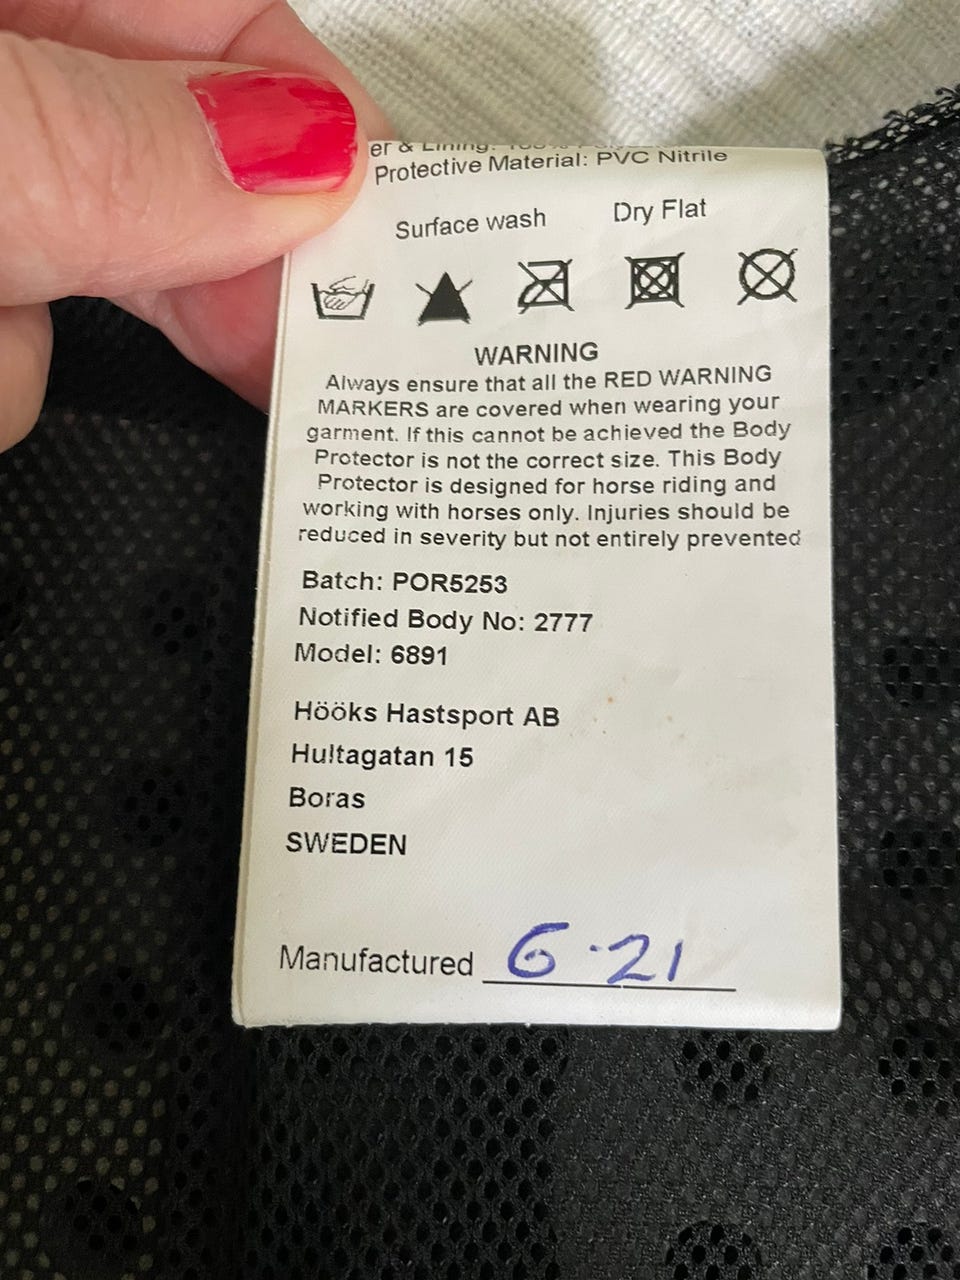 er & Lining: 100%
Protective Material: PVC Nitrile
Surface wash Dry Flat
WARNING
Always ensure that all the RED WARNING
MARKERS are covered when wearing your
garment. If this cannot be achieved the Body
Protector is not the correct size. This Body
Protector is designed for horse riding and
working with horses only. Injuries should be
reduced in severity but not entirely prevented
Batch: POR5253
Notified Body No: 2777
Model: 6891
Hööks Hastsport AB
Hultagatan 15
Boras
SWEDEN
Manufactured 6·21